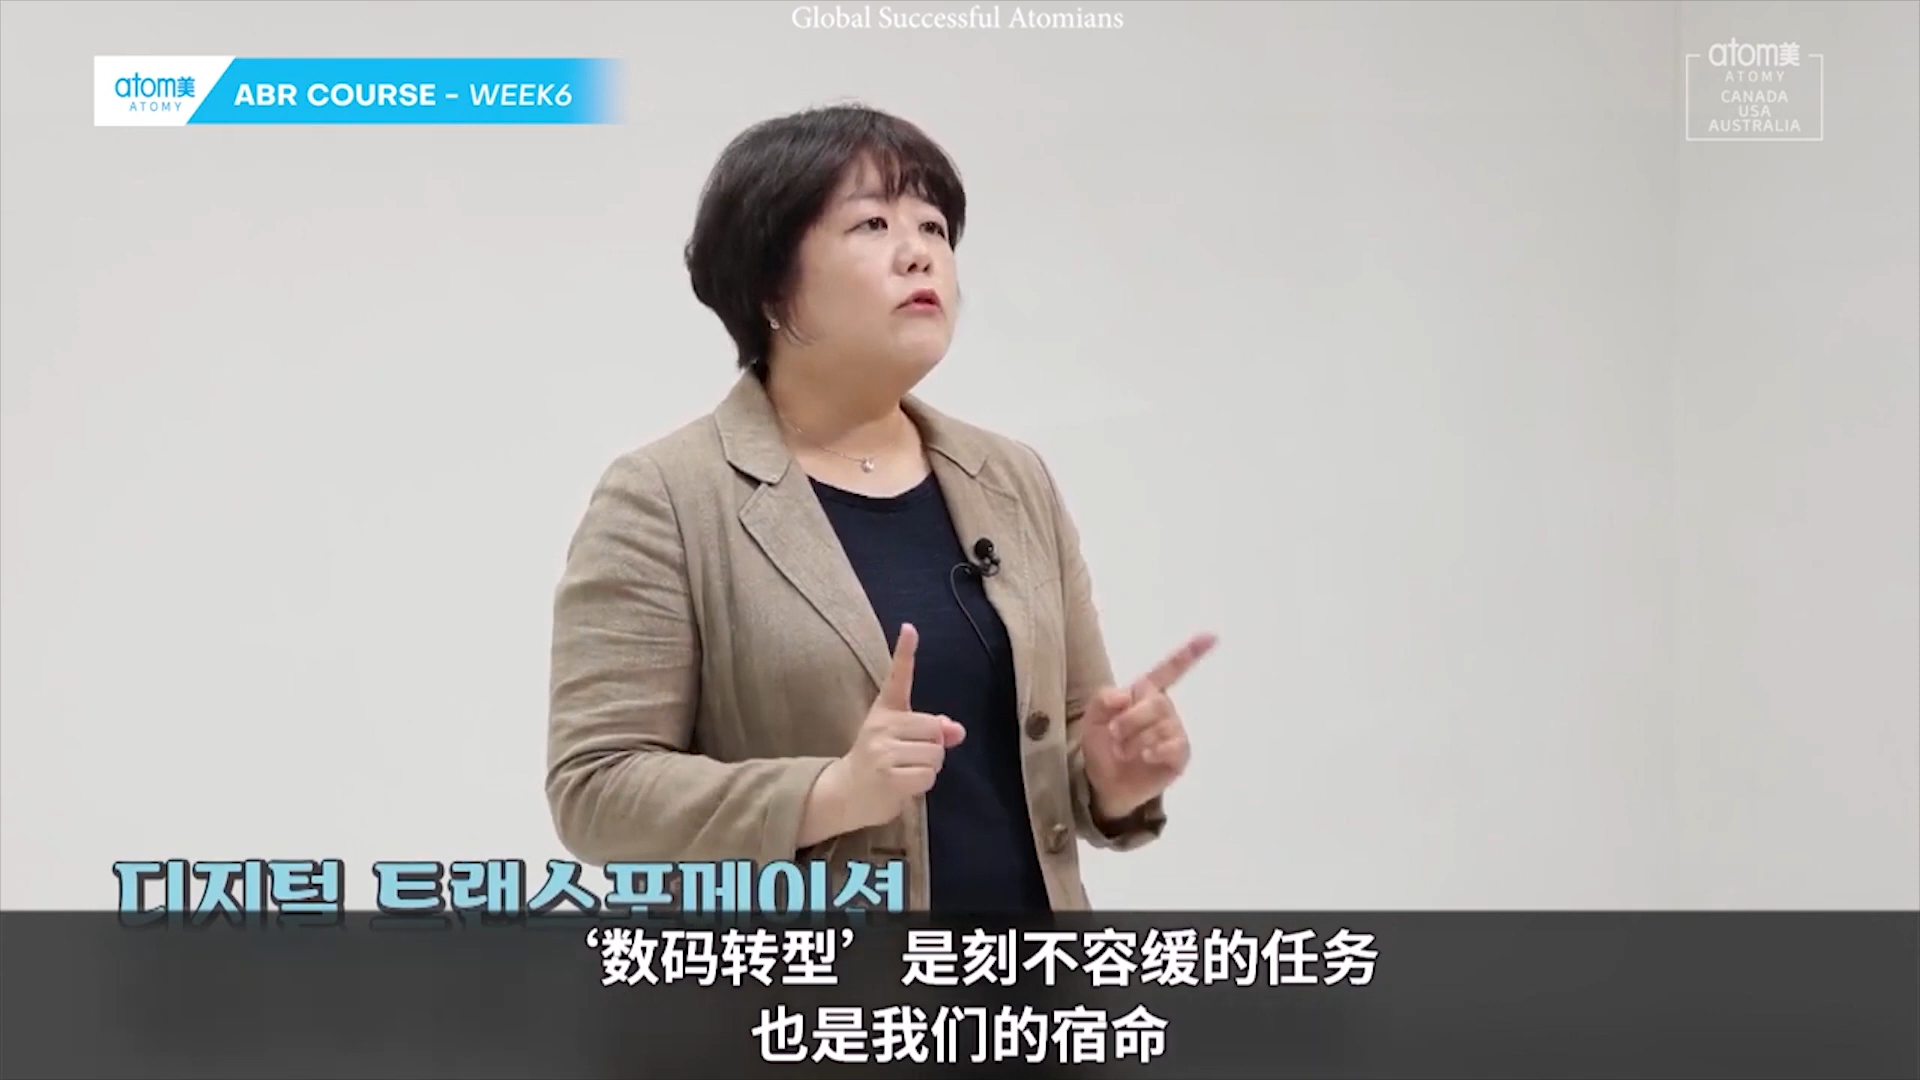 Global Successful Atomians
atom美
ATOMY
ABR COURSE - WEEK6
atom美
ATOMY
CANADA
USA
AUSTRALIA
디지털 트랜스포메이션
‘数码转型’是刻不容缓的任务
也是我们的宿命